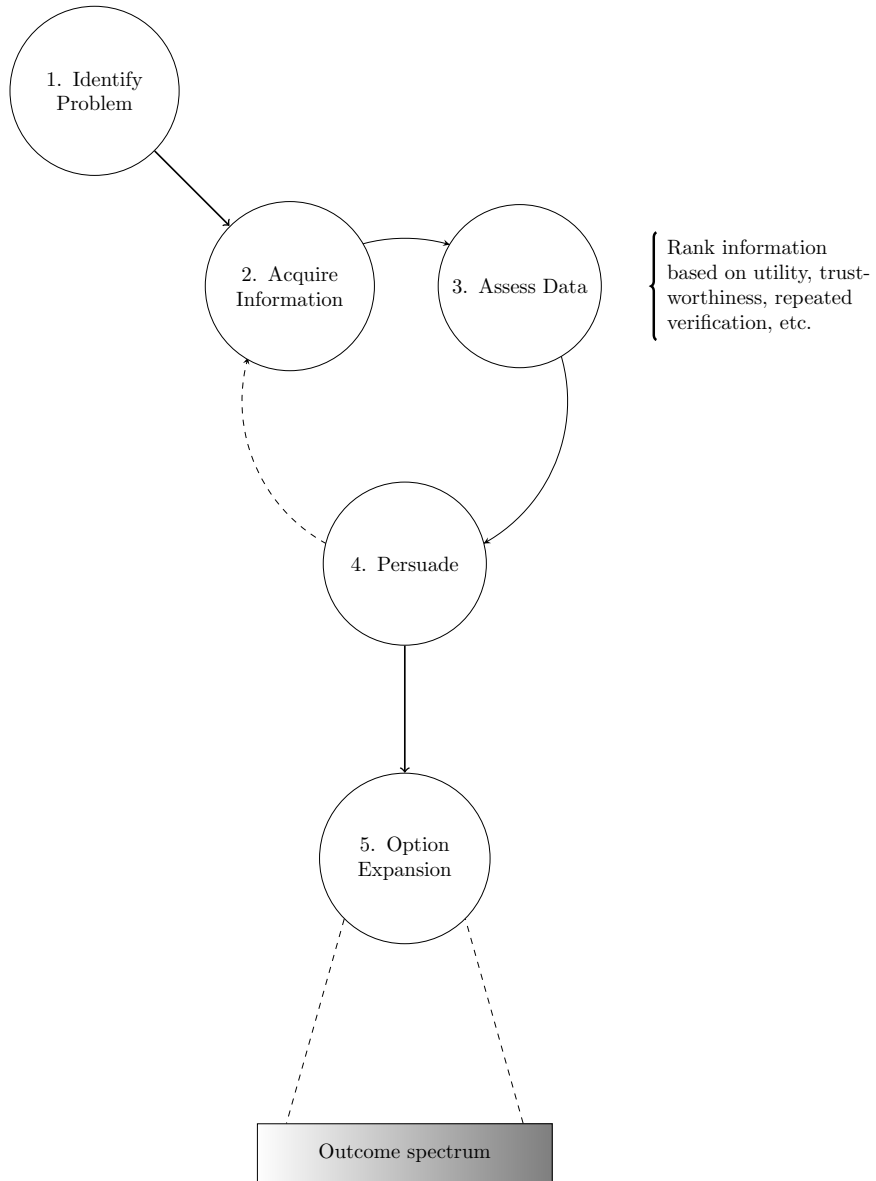 1. Identify
Problem
2. Acquire
Information
3. Assess Data
Rank information
based on utility, trust-
worthiness, repeated
verification, etc.
4. Persuade
5. Option
Expansion
Outcome spectrum